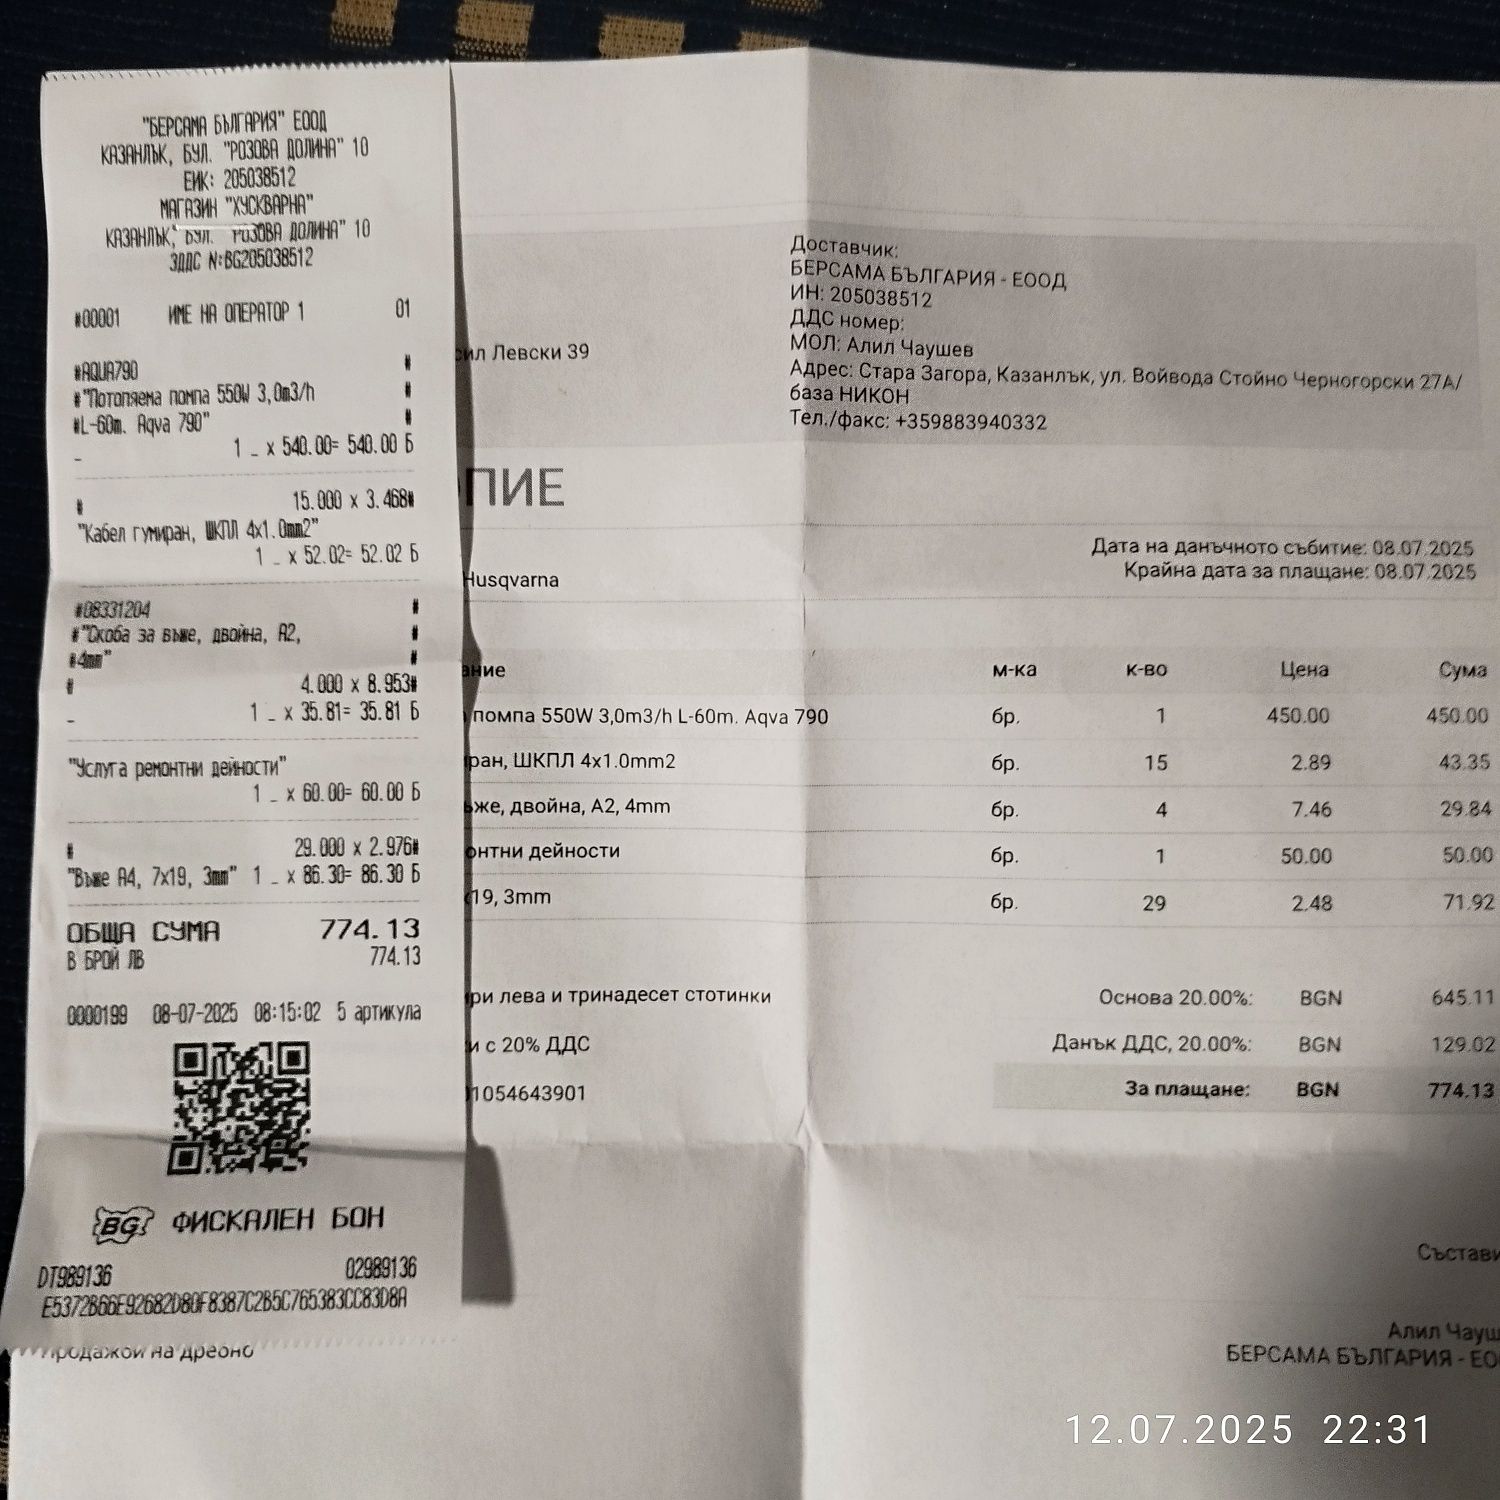 "БЕРСАМА БЪЛГАРИЯ" ЕООД
КАЗАНЛЪК, БУЛ. "РОЗОВА ДОЛИНА" 10
ЕИК: 205038512
МАГАЗИН "ХУСКВАРНА"
КАЗАНЛЪК, БУЛ. "РОЗОВА ДОЛИНА" 10
ЗДДС N:BG205038512
#00001 ИМЕ НА ОПЕРАТОР 1 01
#AQUA790 #
#"Потопяема помпа 550W 3,0m3/h
#L-60m. Aqva 790" #
1 _ x 540.00= 540.00 Б
# 15.000 x 3.468#
"Кабел гумиран, ШКПЛ 4x1.0mm2"
1 _ x 52.02= 52.02 Б
#08331204 #
#"Скоба за въже, двойна, A2, #
#4mm" #
# 4.000 x 8.953#
1 _ x 35.81= 35.81 Б
"Услуга ремонтни дейности"
1 _ x 60.00= 60.00 Б
# 29.000 x 2.976#
"Въже A4, 7x19, 3mm" 1 _ x 86.30= 86.30 Б
ОБЩА СУМА 774.13
В БРОЙ ЛВ 774.13
0000199 08-07-2025 08:15:02 5 артикула
BG ФИСКАЛЕН БОН
DT989136 02989136
E5372B66E92682D80F8387C2B5C765383CC83D8A
Продажби на дребно
сил Левски 39
Доставчик:
БЕРСАМА БЪЛГАРИЯ - ЕООД
ИН: 205038512
ДДС номер:
МОЛ: Алил Чаушев
Адрес: Стара Загора, Казанлък, ул. Войвода Стойно Черногорски 27А/
база НИКОН
Тел./факс: +359883940332
ПИЕ
Дата на данъчното събитие: 08.07.2025
Крайна дата за плащане: 08.07.2025
Husqvarna
ание м-ка к-во Цена Сума
помпа 550W 3,0m3/h L-60m. Aqva 790 бр. 1 450.00 450.00
ран, ШКПЛ 4x1.0mm2 бр. 15 2.89 43.35
же, двойна, A2, 4mm бр. 4 7.46 29.84
онтни дейности бр. 1 50.00 50.00
19, 3mm бр. 29 2.48 71.92
ри лева и тринадесет стотинки
и с 20% ДДС
1054643901
Основа 20.00%: BGN 645.11
Данък ДДС, 20.00%: BGN 129.02
За плащане: BGN 774.13
Състави
Алил Чауш
БЕРСАМА БЪЛГАРИЯ - ЕО
12.07.2025 22:31